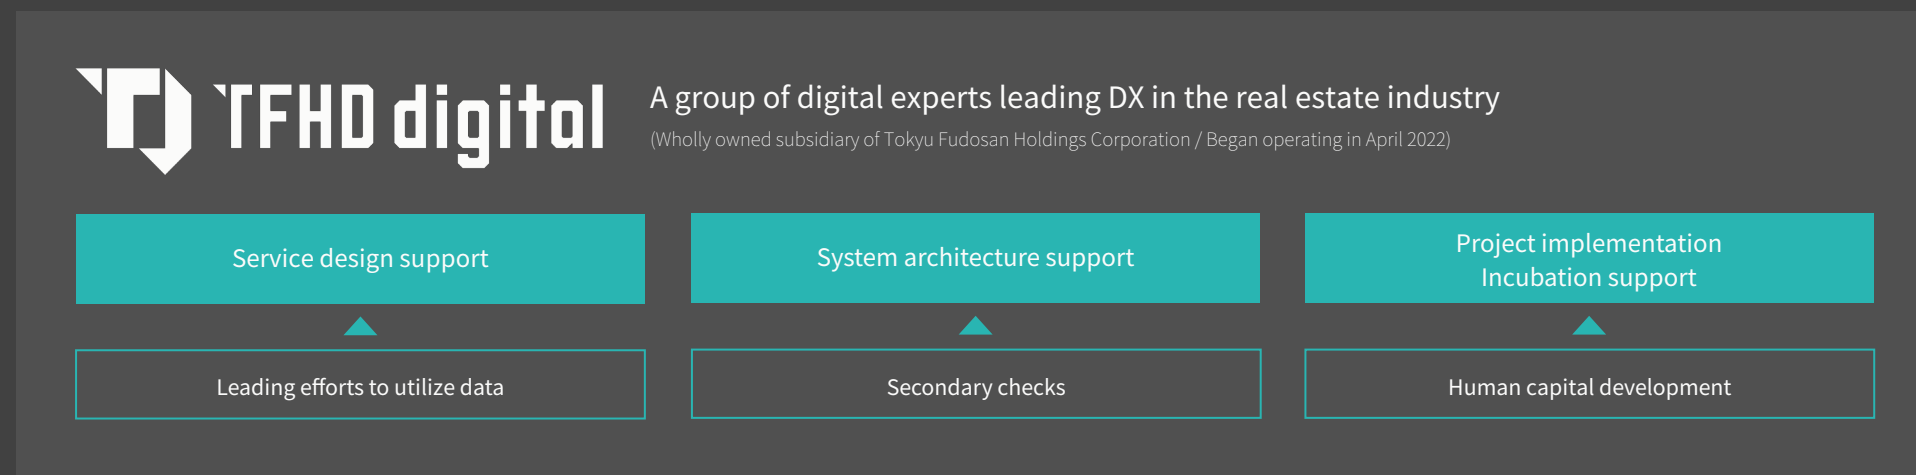 TFHD digital
A group of digital experts leading DX in the real estate industry
(Wholly owned subsidiary of Tokyu Fudosan Holdings Corporation / Began operating in April 2022)
Service design support
System architecture support
Project implementation
Incubation support
Leading efforts to utilize data
Secondary checks
Human capital development